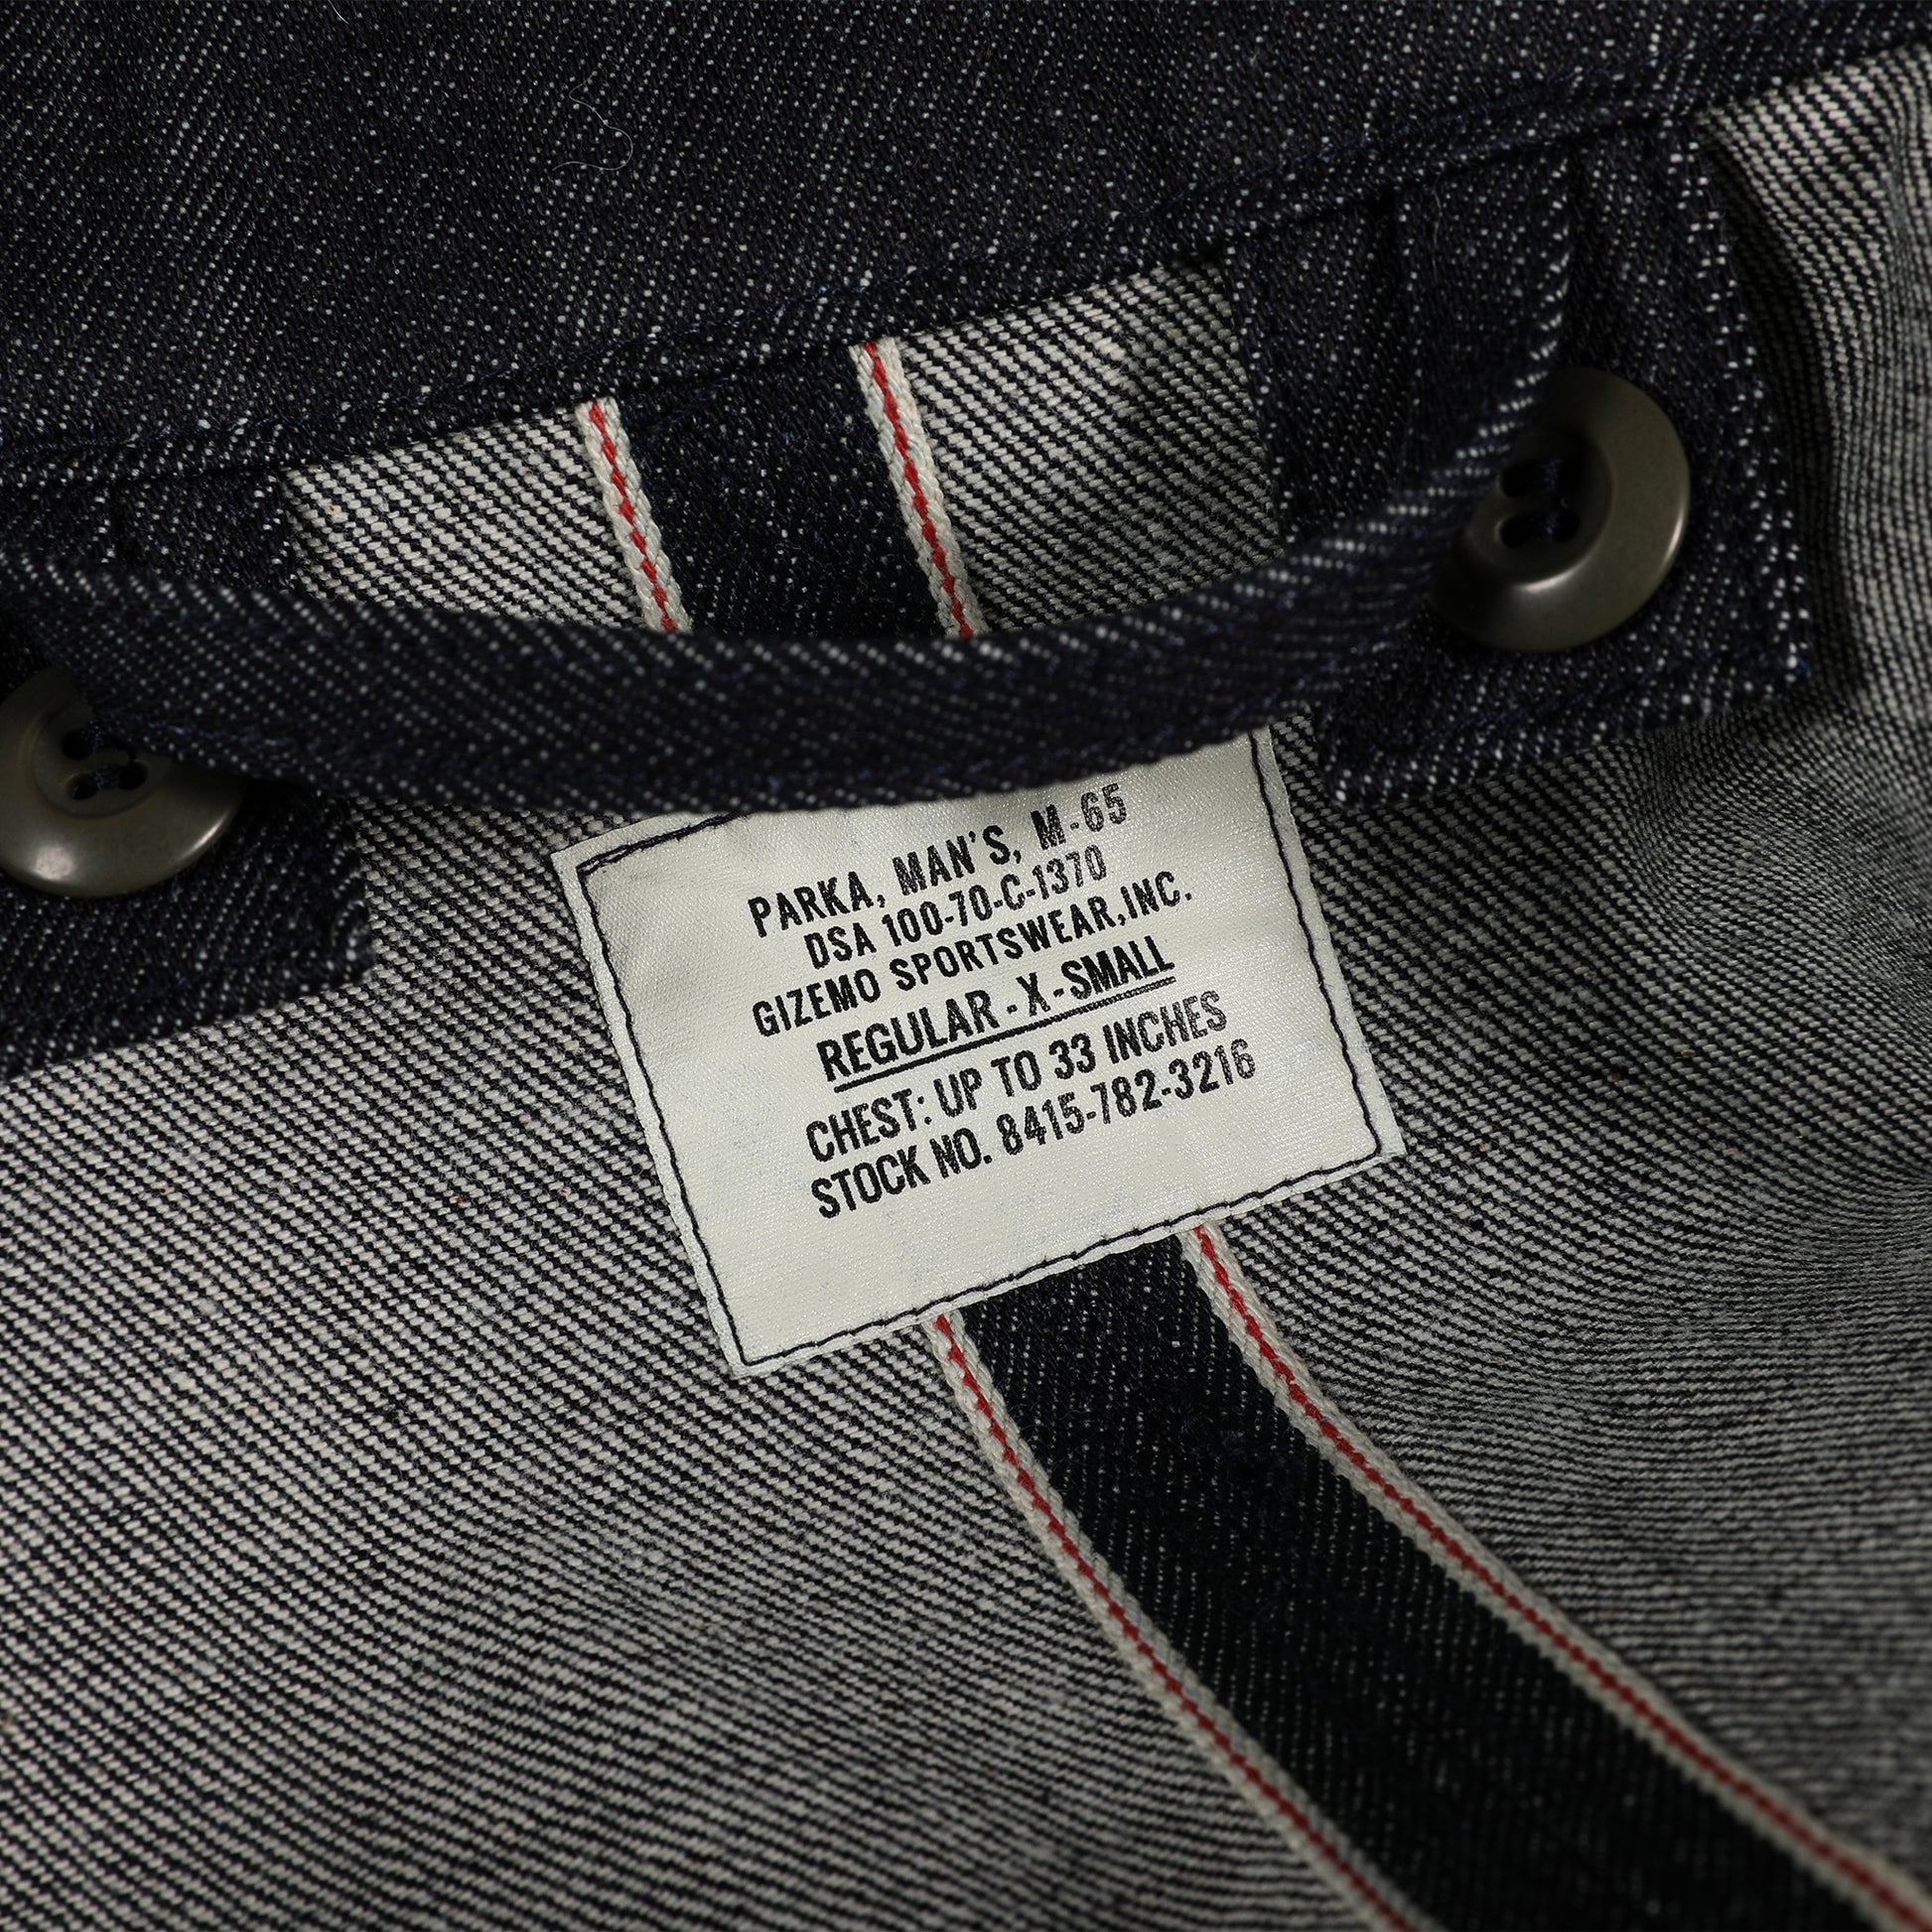 PARKA, MAN'S, M-65
DSA 100-70-C-1370
GIZEMO SPORTSWEAR,INC.
REGULAR-X-SMALL
CHEST: UP TO 33 INCHES
STOCK NO. 8415-782-3216